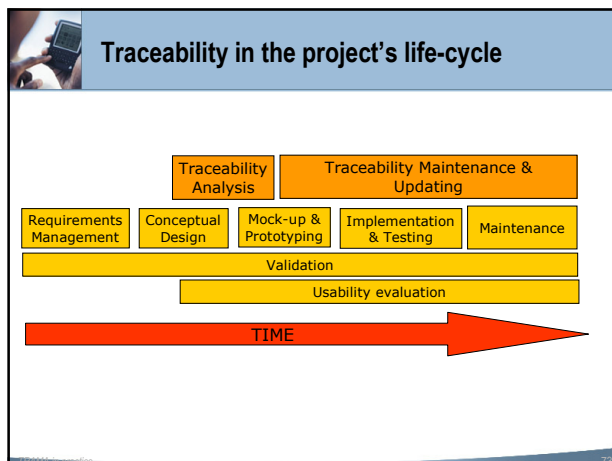 Traceability in the project's life-cycle
Traceability
Analysis
Traceability Maintenance &
Updating
Requirements
Management
Conceptual
Design
Mock-up &
Prototyping
Implementation
& Testing
Maintenance
Validation
Usability evaluation
TIME